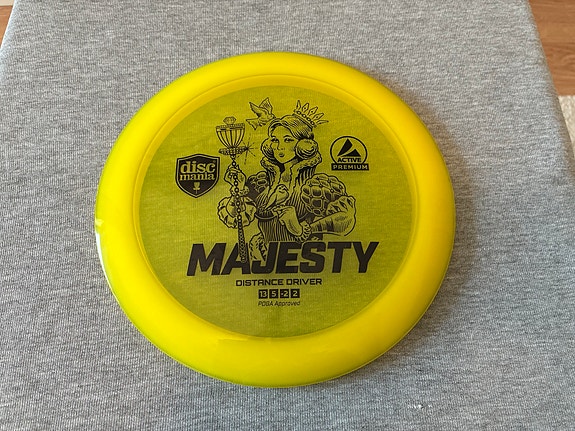 disc
mania
ACTIVE
PREMIUM
MAJESTY
DISTANCE DRIVER
13 5 -2 2
PDGA Approved